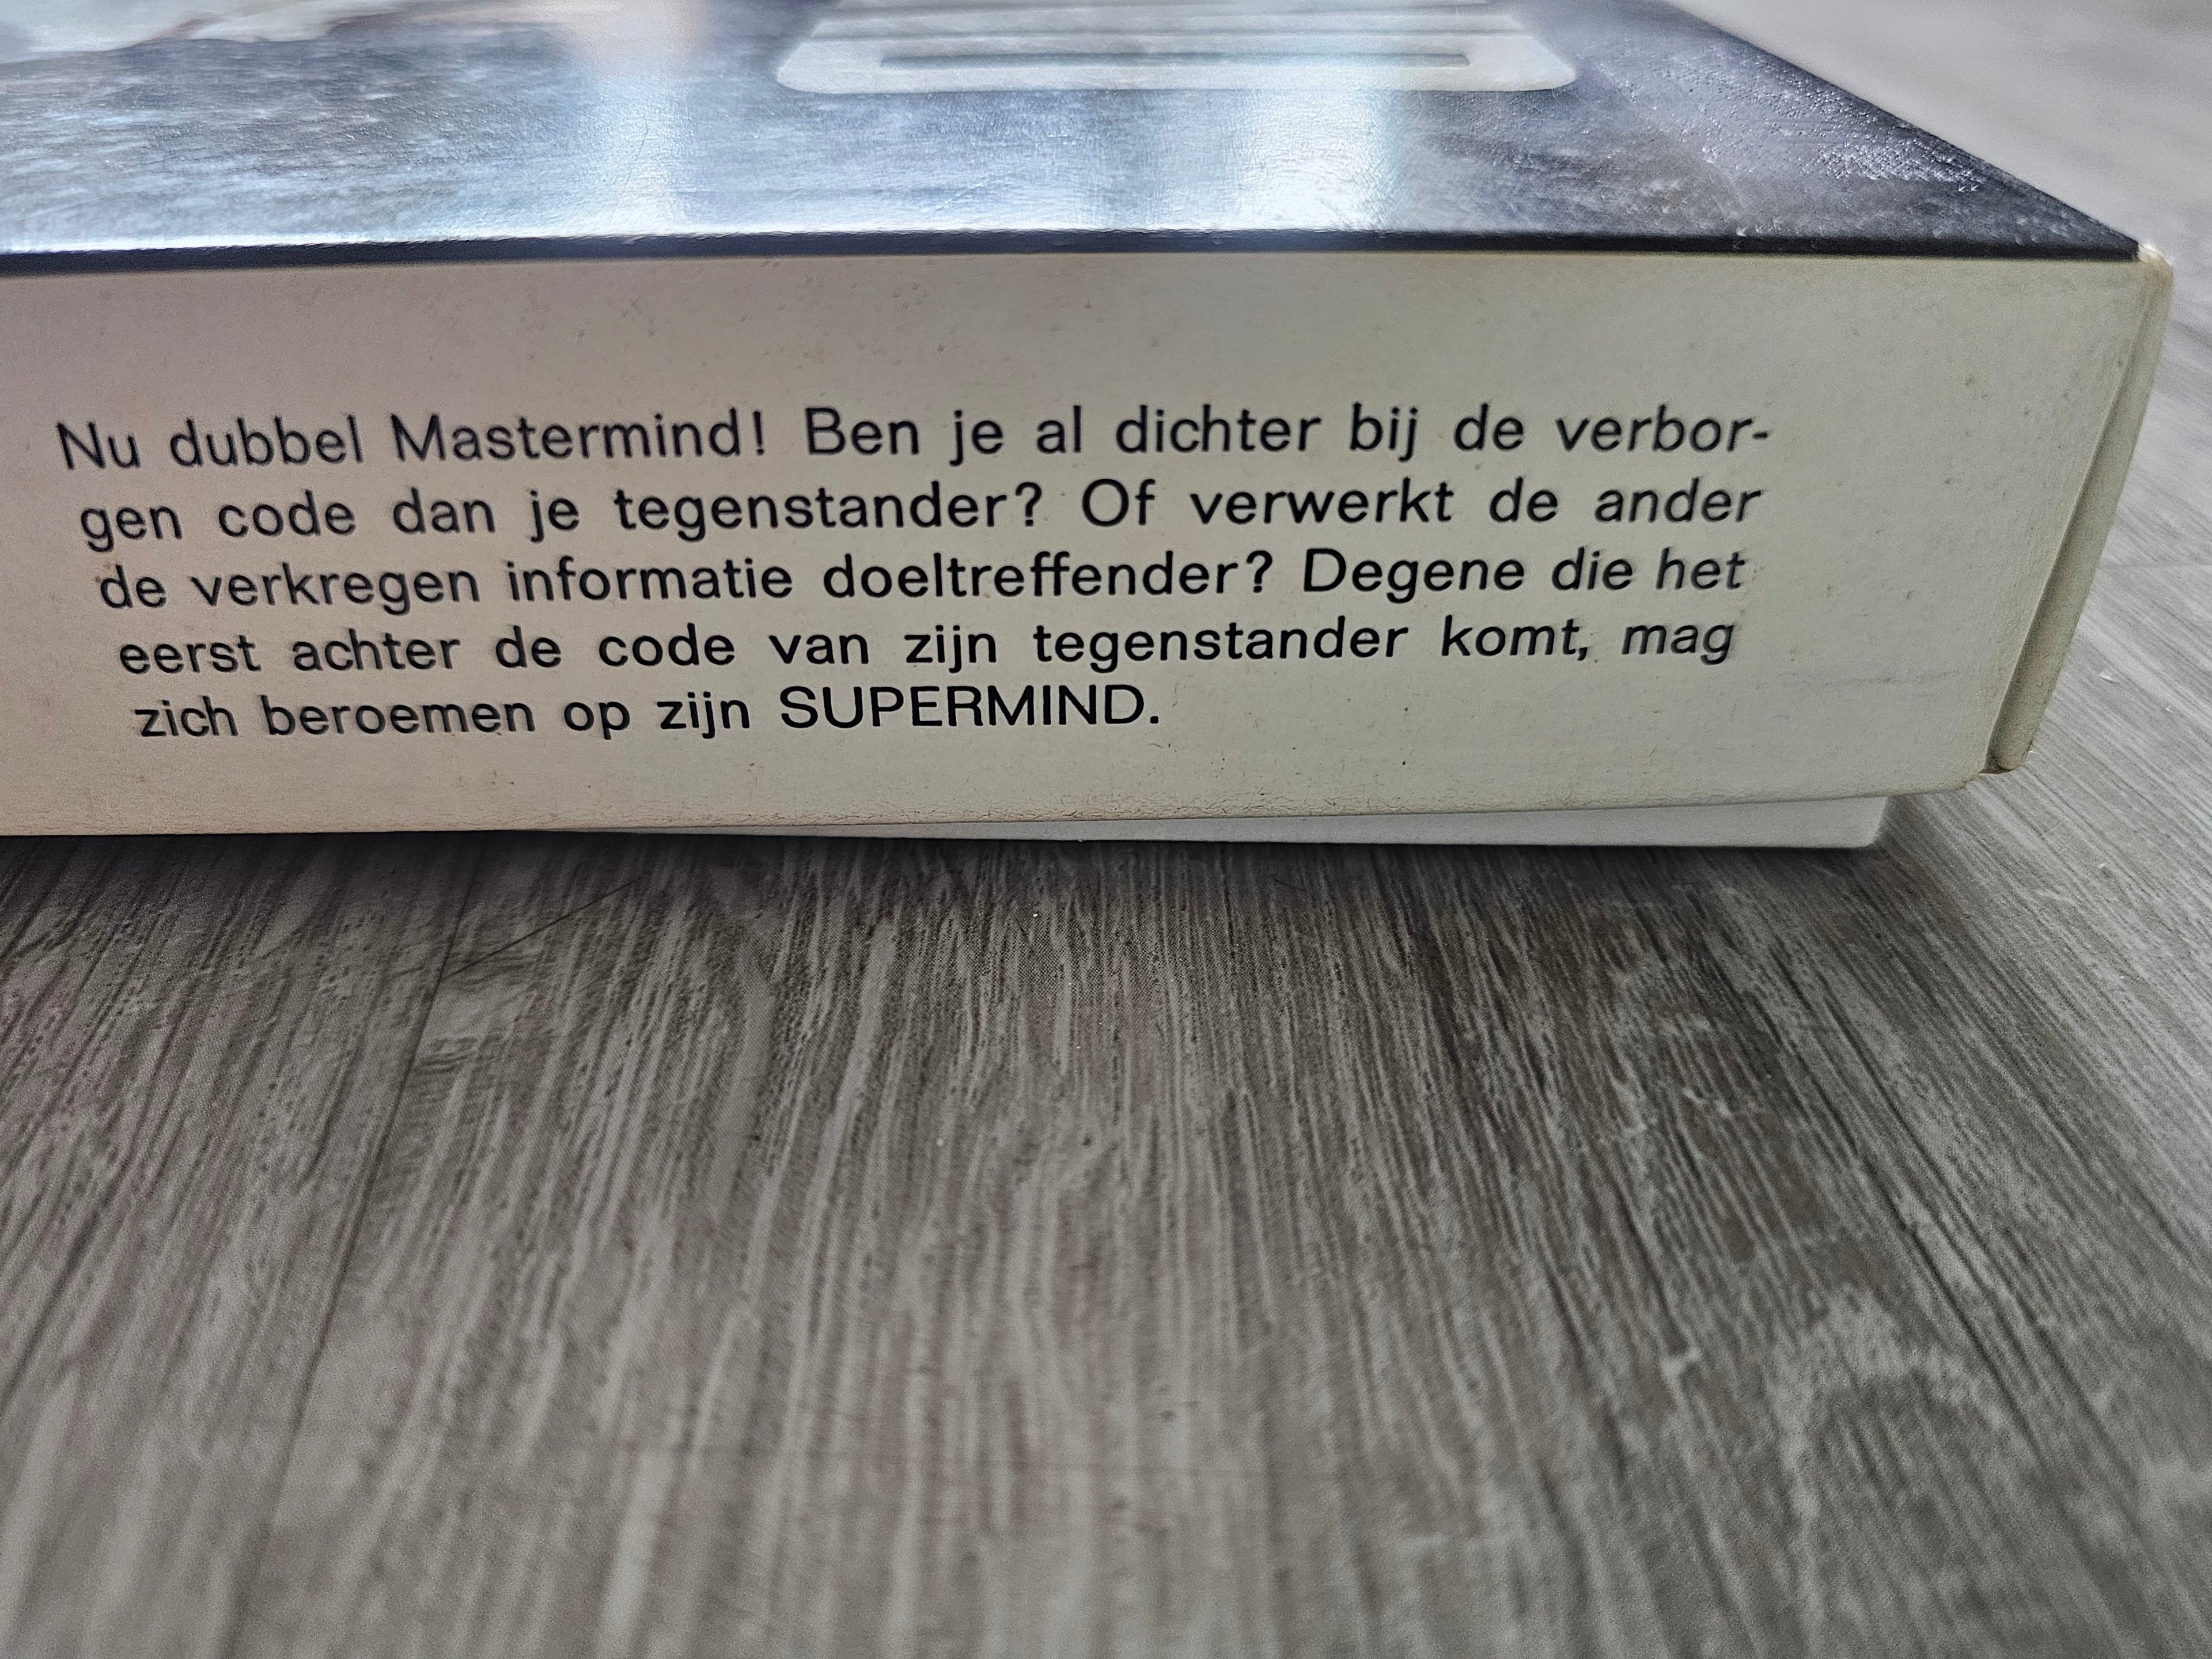 Nu dubbel Mastermind! Ben je al dichter bij de verbor-
gen code dan je tegenstander? Of verwerkt de ander
de verkregen informatie doeltreffender? Degene die het
eerst achter de code van zijn tegenstander komt, mag
zich beroemen op zijn SUPERMIND.